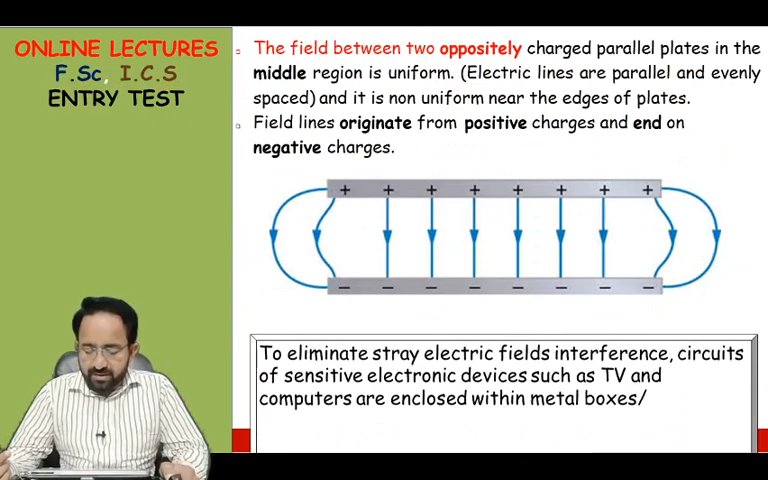 ONLINE LECTURES
F.Sc, I.C.S
ENTRY TEST
The field between two oppositely charged parallel plates in the
middle region is uniform. (Electric lines are parallel and evenly
spaced) and it is non uniform near the edges of plates.
Field lines originate from positive charges and end on
negative charges.
+ + + + + + + +
− − − − − − − −
To eliminate stray electric fields interference, circuits
of sensitive electronic devices such as TV and
computers are enclosed within metal boxes/